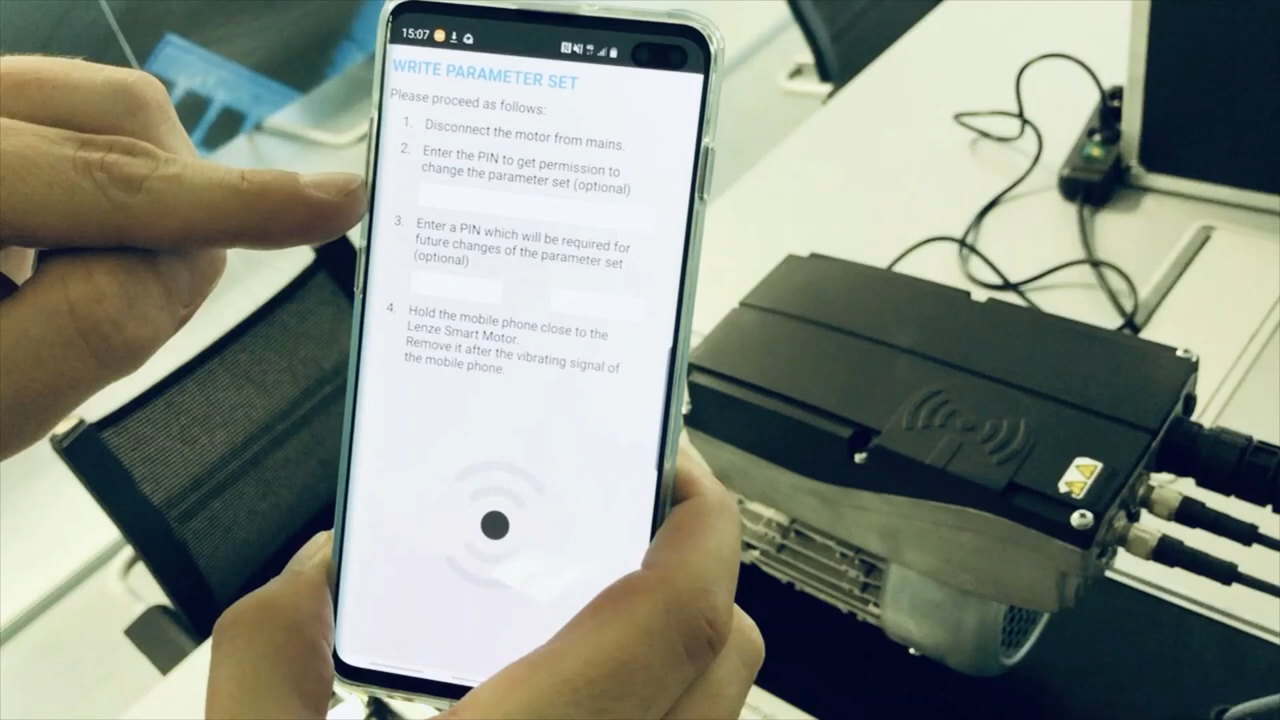 15:07
WRITE PARAMETER SET
Please proceed as follows:
1. Disconnect the motor from mains.
2. Enter the PIN to get permission to
change the parameter set (optional)
3. Enter a PIN which will be required for
future changes of the parameter set
(optional)
4. Hold the mobile phone close to the
Lenze Smart Motor.
Remove it after the vibrating signal of
the mobile phone.